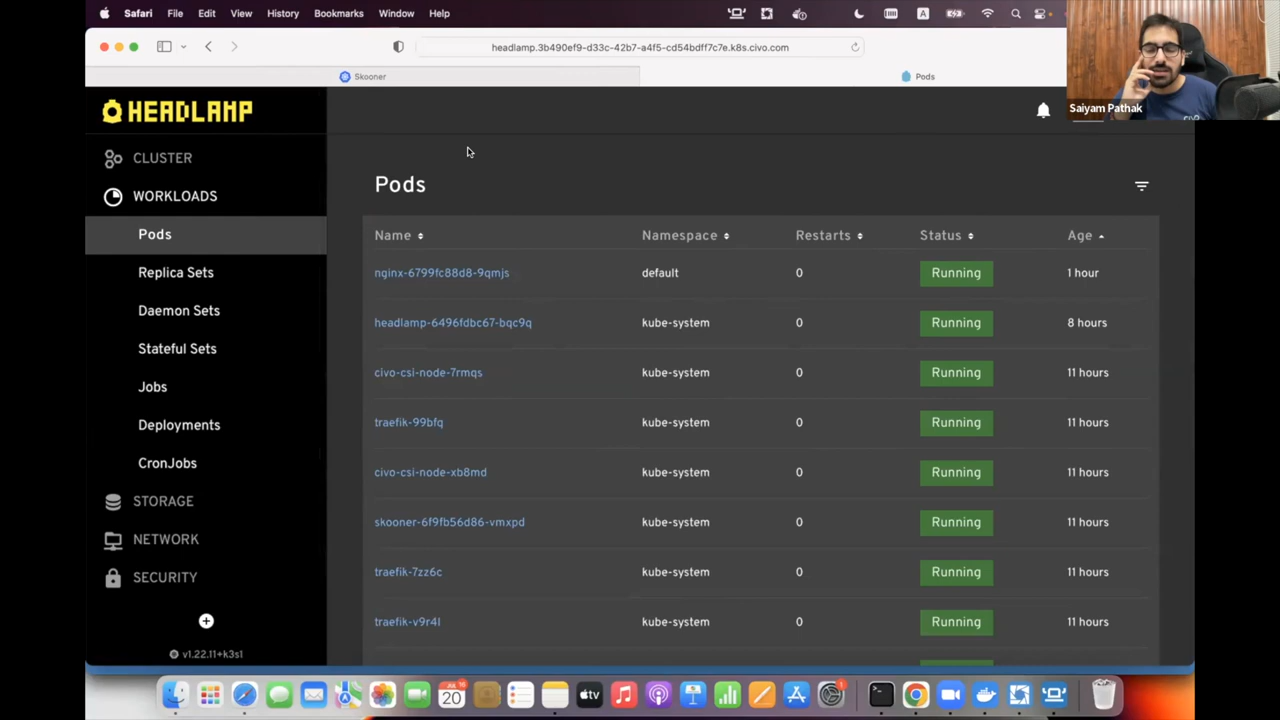 Safari File Edit View History Bookmarks Window Help
A
headlamp.3b490ef9-d33c-42b7-a4f5-cd54bdff7c7e.k8s.civo.com
Skooner
Pods
Saiyam Pathak
HEADLAMP
CLUSTER
WORKLOADS
Pods
Replica Sets
Daemon Sets
Stateful Sets
Jobs
Deployments
CronJobs
STORAGE
NETWORK
SECURITY
v1.22.11+k3s1
Pods
Name Namespace Restarts Status Age
nginx-6799fc88d8-9qmjs default 0 Running 1 hour
headlamp-6496fdbc67-bqc9q kube-system 0 Running 8 hours
civo-csi-node-7rmqs kube-system 0 Running 11 hours
traefik-99bfq kube-system 0 Running 11 hours
civo-csi-node-xb8md kube-system 0 Running 11 hours
skooner-6f9fb56d86-vmxpd kube-system 0 Running 11 hours
traefik-7zz6c kube-system 0 Running 11 hours
traefik-v9r4l kube-system 0 Running 11 hours
JUL
20
tv